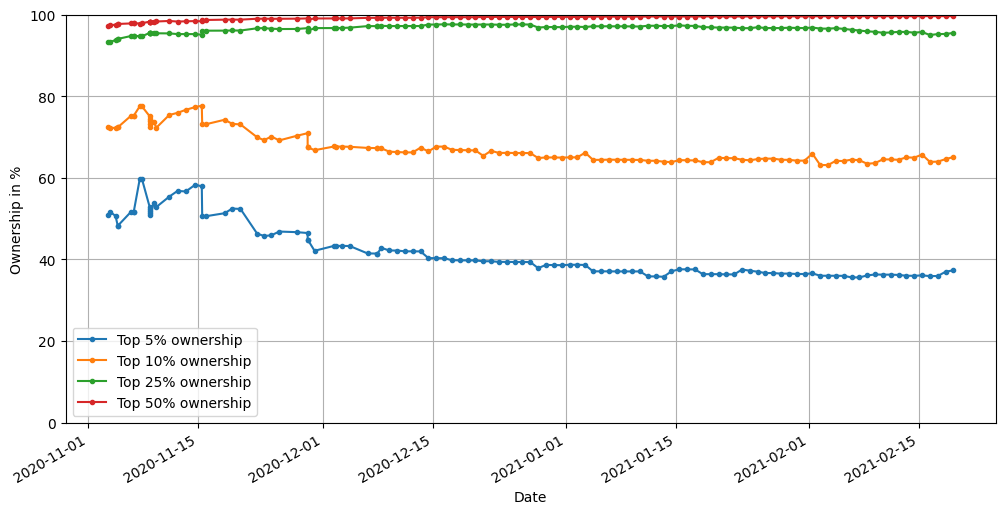 100
80
60
40
20
0
Ownership in %
Top 5% ownership
Top 10% ownership
Top 25% ownership
Top 50% ownership
2020-11-01
2020-11-15
2020-12-01
2020-12-15
2021-01-01
2021-01-15
2021-02-01
2021-02-15
Date